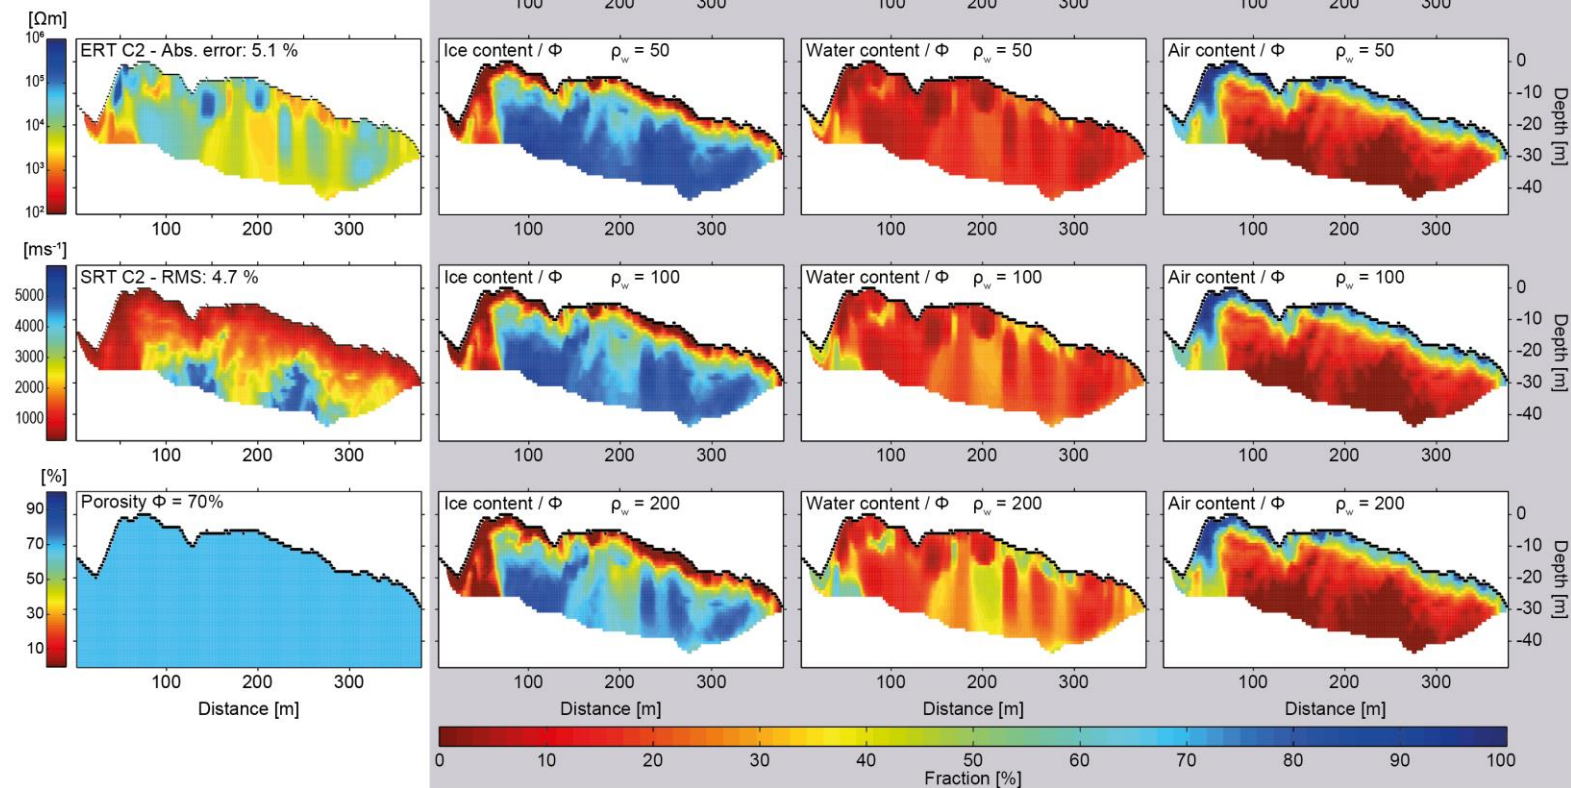 100 200 300 100 200 300 100 200 300
[Ωm]
10⁶
10⁵
10⁴
10³
10²
ERT C2 - Abs. error: 5.1 %
Ice content / Φ ρw = 50
Water content / Φ ρw = 50
Air content / Φ ρw = 50
0
-10
-20
-30
-40
Depth [m]
100 200 300 100 200 300 100 200 300 100 200 300
[ms⁻¹]
5000
4000
3000
2000
1000
SRT C2 - RMS: 4.7 %
Ice content / Φ ρw = 100
Water content / Φ ρw = 100
Air content / Φ ρw = 100
0
-10
-20
-30
-40
Depth [m]
100 200 300 100 200 300 100 200 300 100 200 300
[%]
90
70
50
30
10
Porosity Φ = 70%
Ice content / Φ ρw = 200
Water content / Φ ρw = 200
Air content / Φ ρw = 200
0
-10
-20
-30
-40
Depth [m]
100 200 300 100 200 300 100 200 300 100 200 300
Distance [m] Distance [m] Distance [m] Distance [m]
0 10 20 30 40 50 60 70 80 90 100
Fraction [%]